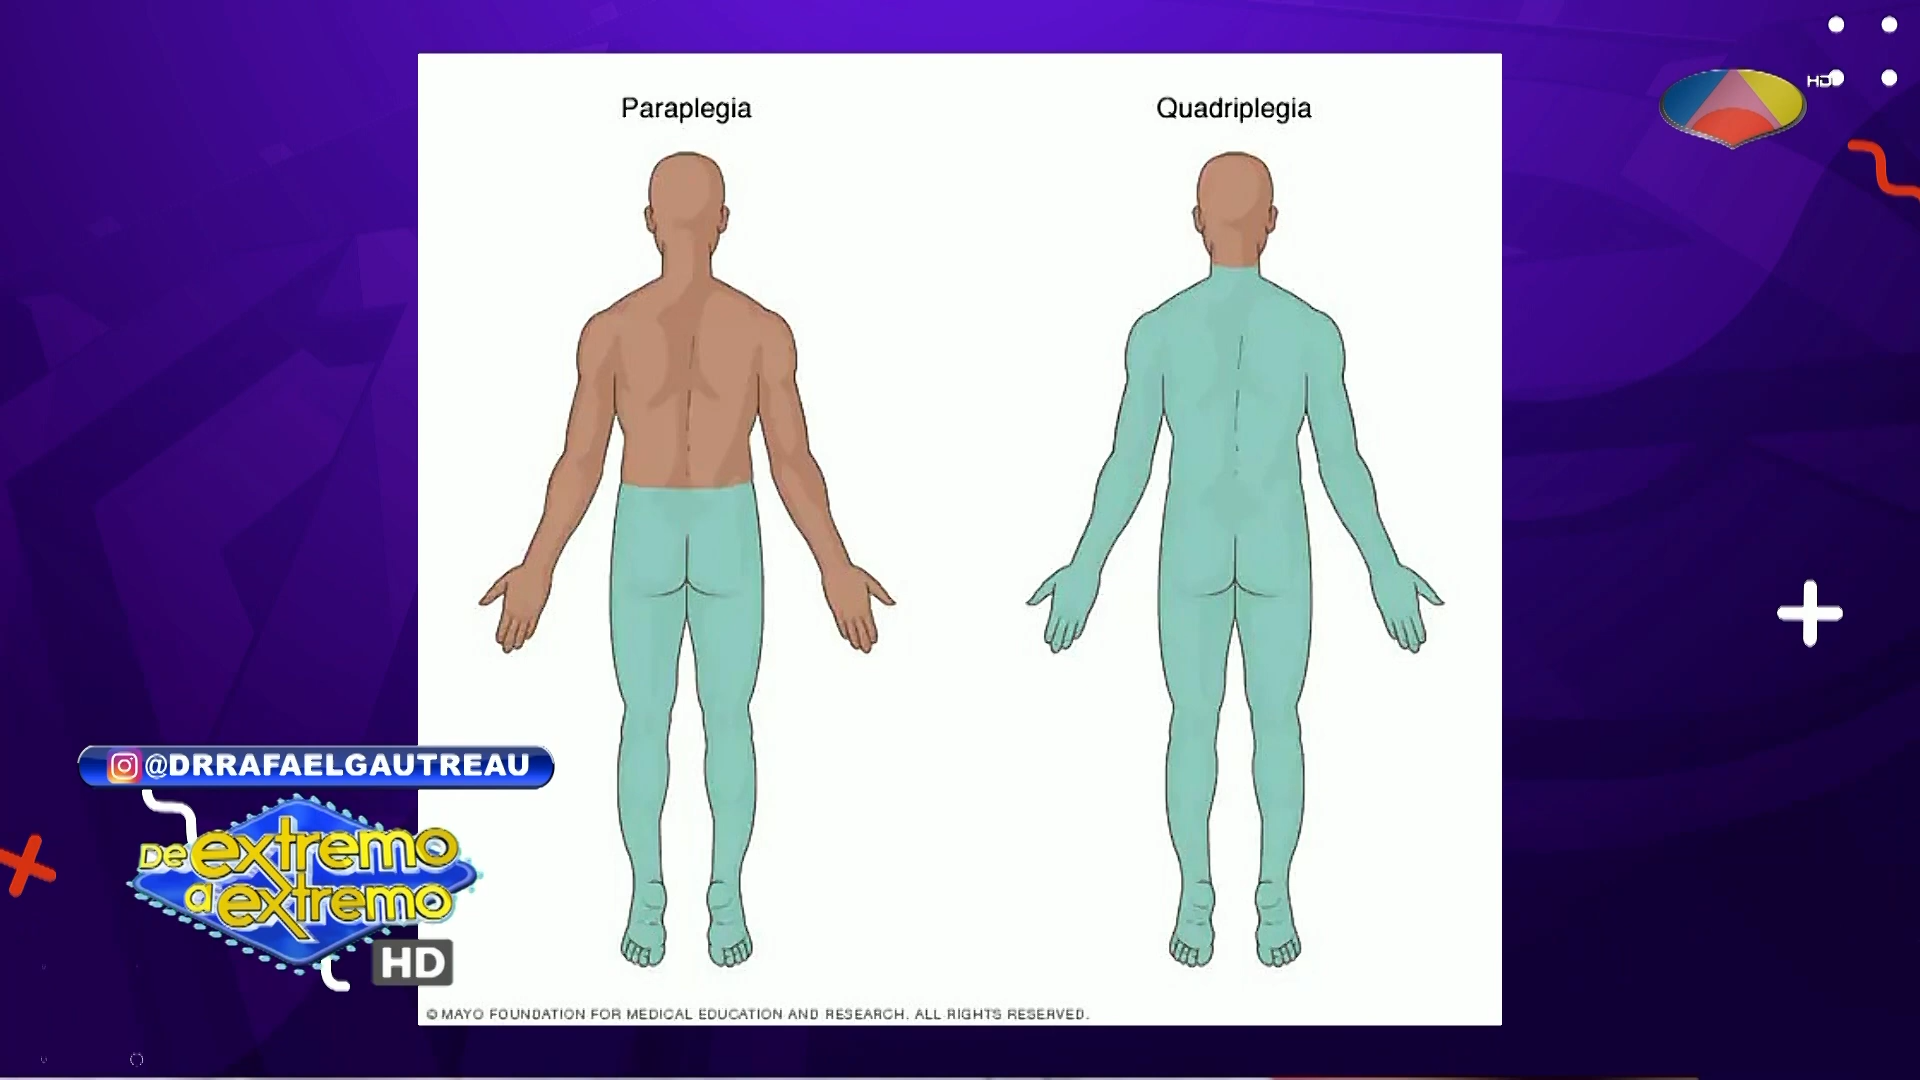 Paraplegia
Quadriplegia
HD
@DRRAFAELGAUTREAU
De extremo
a extremo
HD
© MAYO FOUNDATION FOR MEDICAL EDUCATION AND RESEARCH. ALL RIGHTS RESERVED.